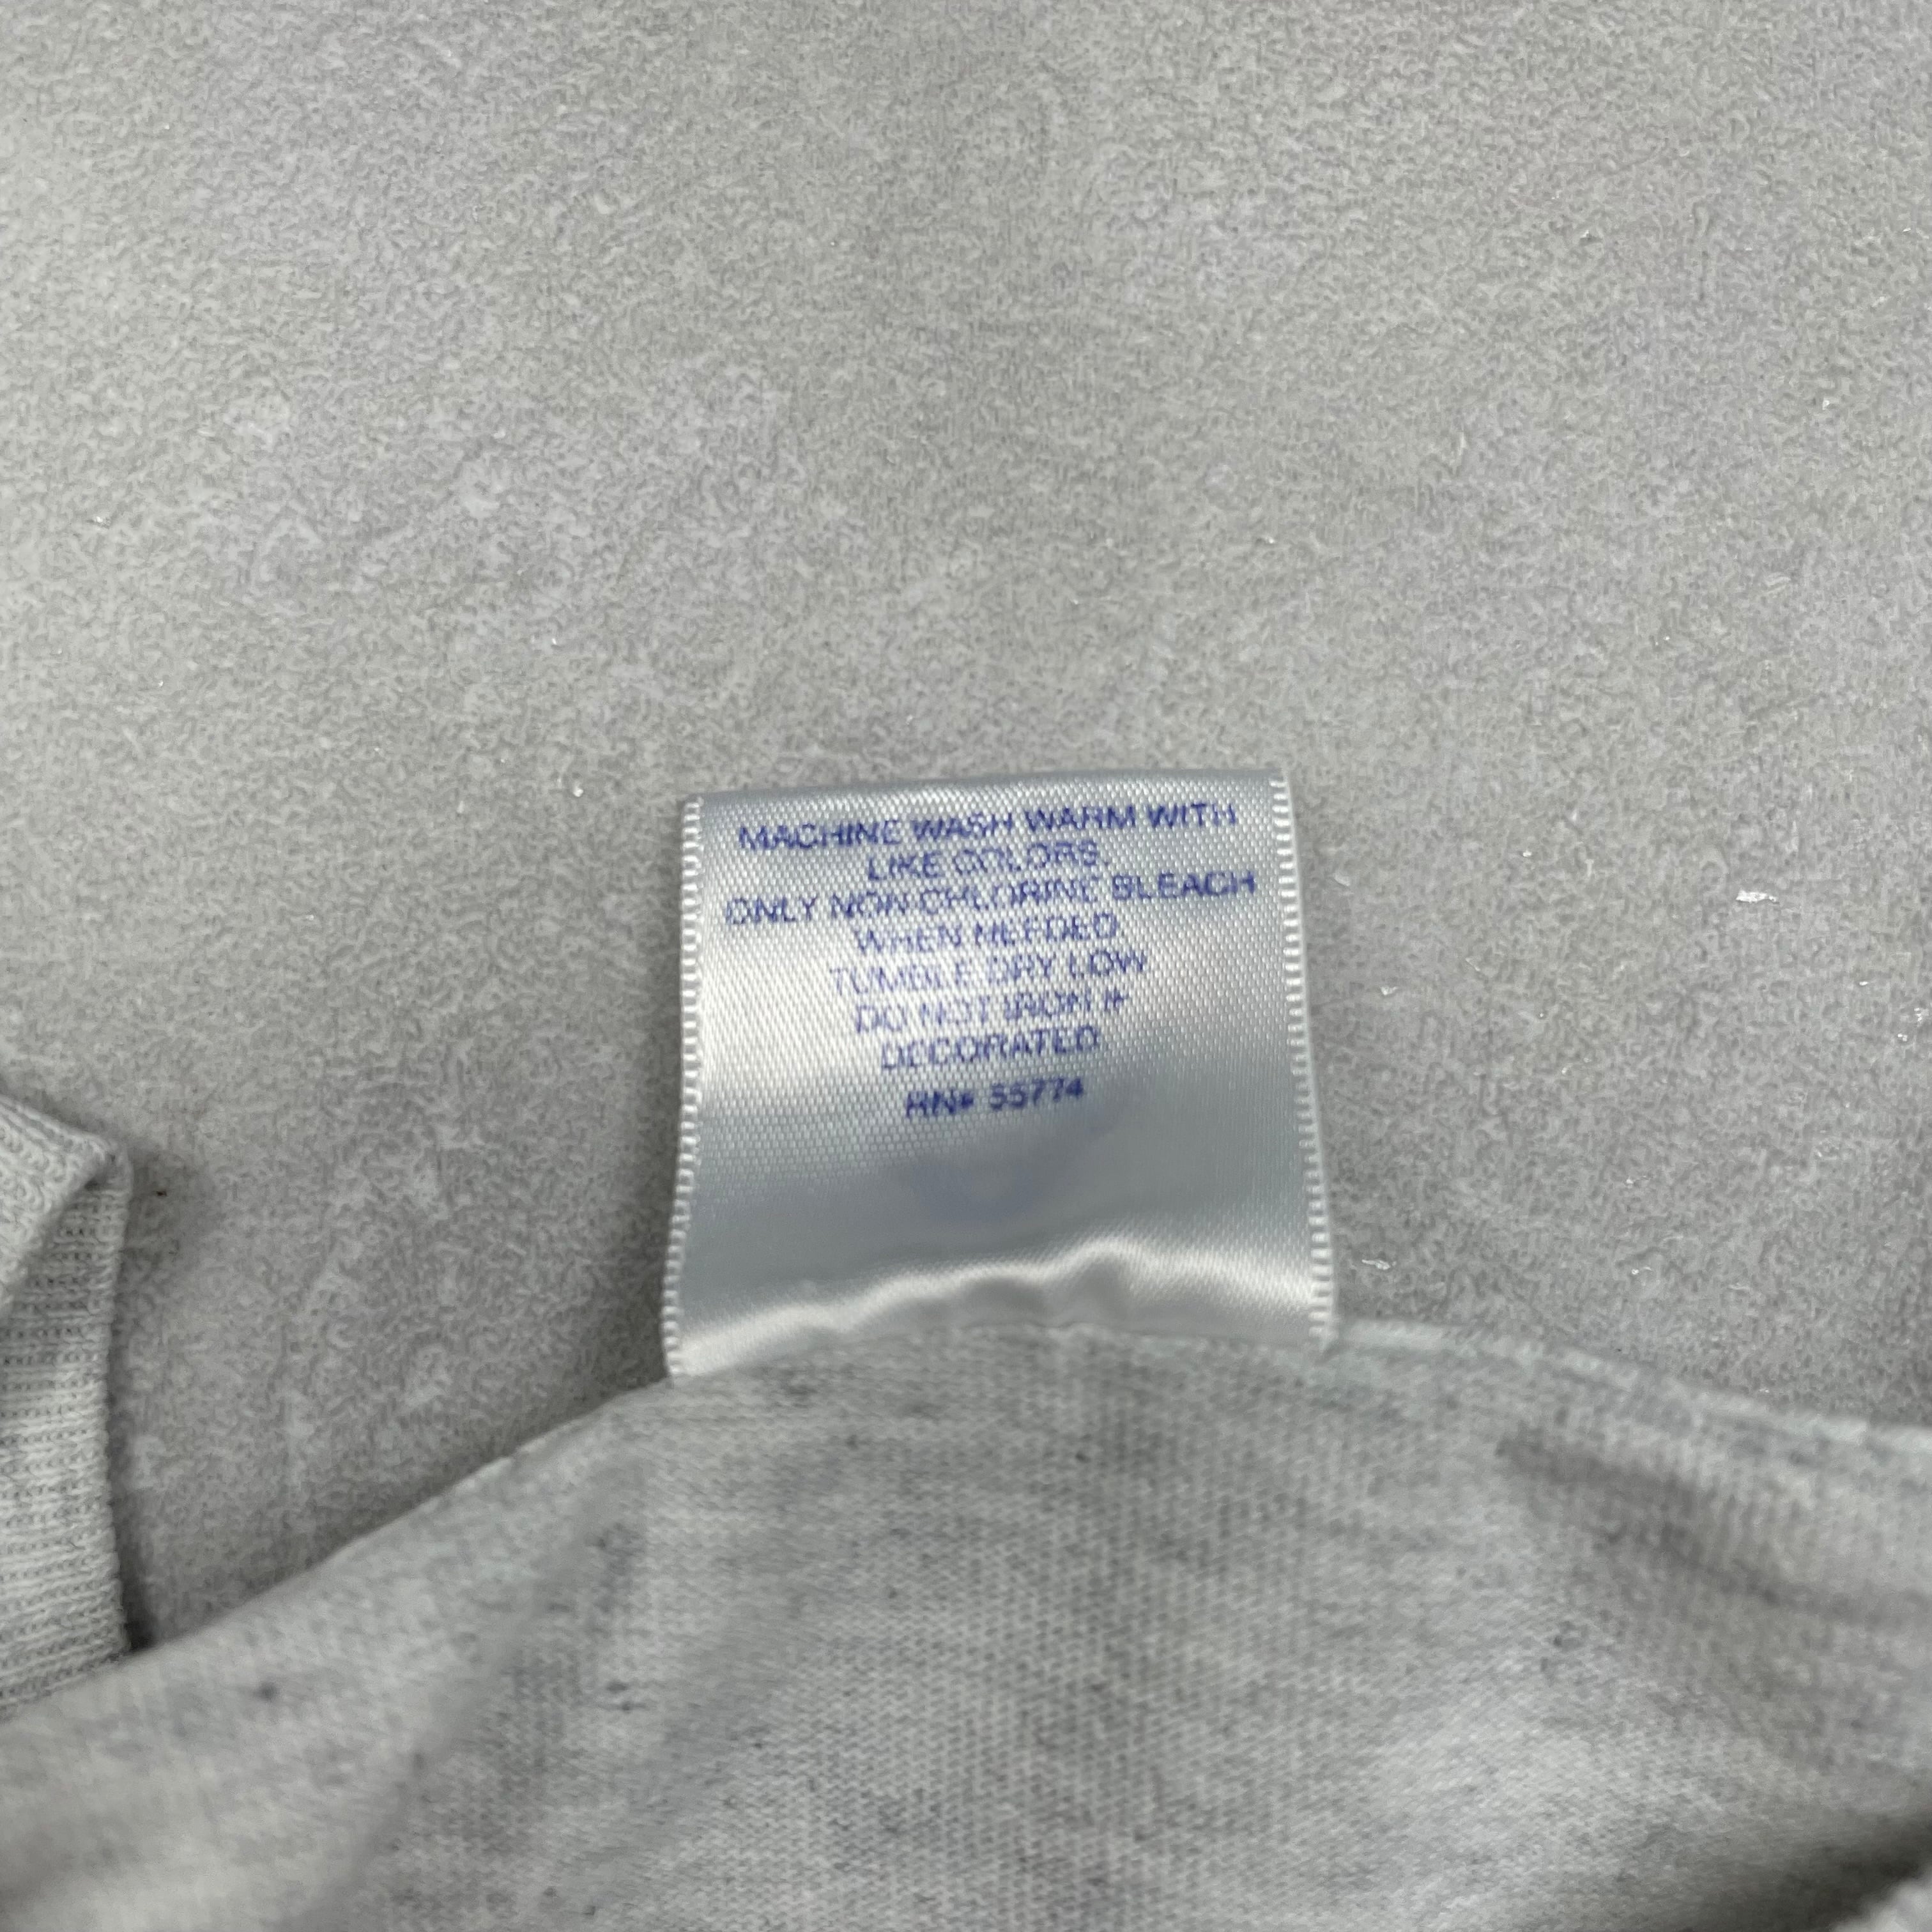 MACHINE WASH WARM WITH
LIKE COLORS.
ONLY NON-CHLORINE BLEACH
WHEN NEEDED.
TUMBLE DRY LOW
DO NOT IRON IF
DECORATED.
RN# 55774